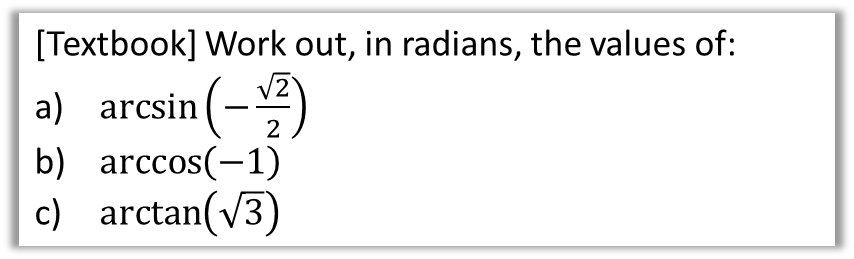 [Textbook] Work out, in radians, the values of:
a) arcsin(−√2/2)
b) arccos(−1)
c) arctan(√3)